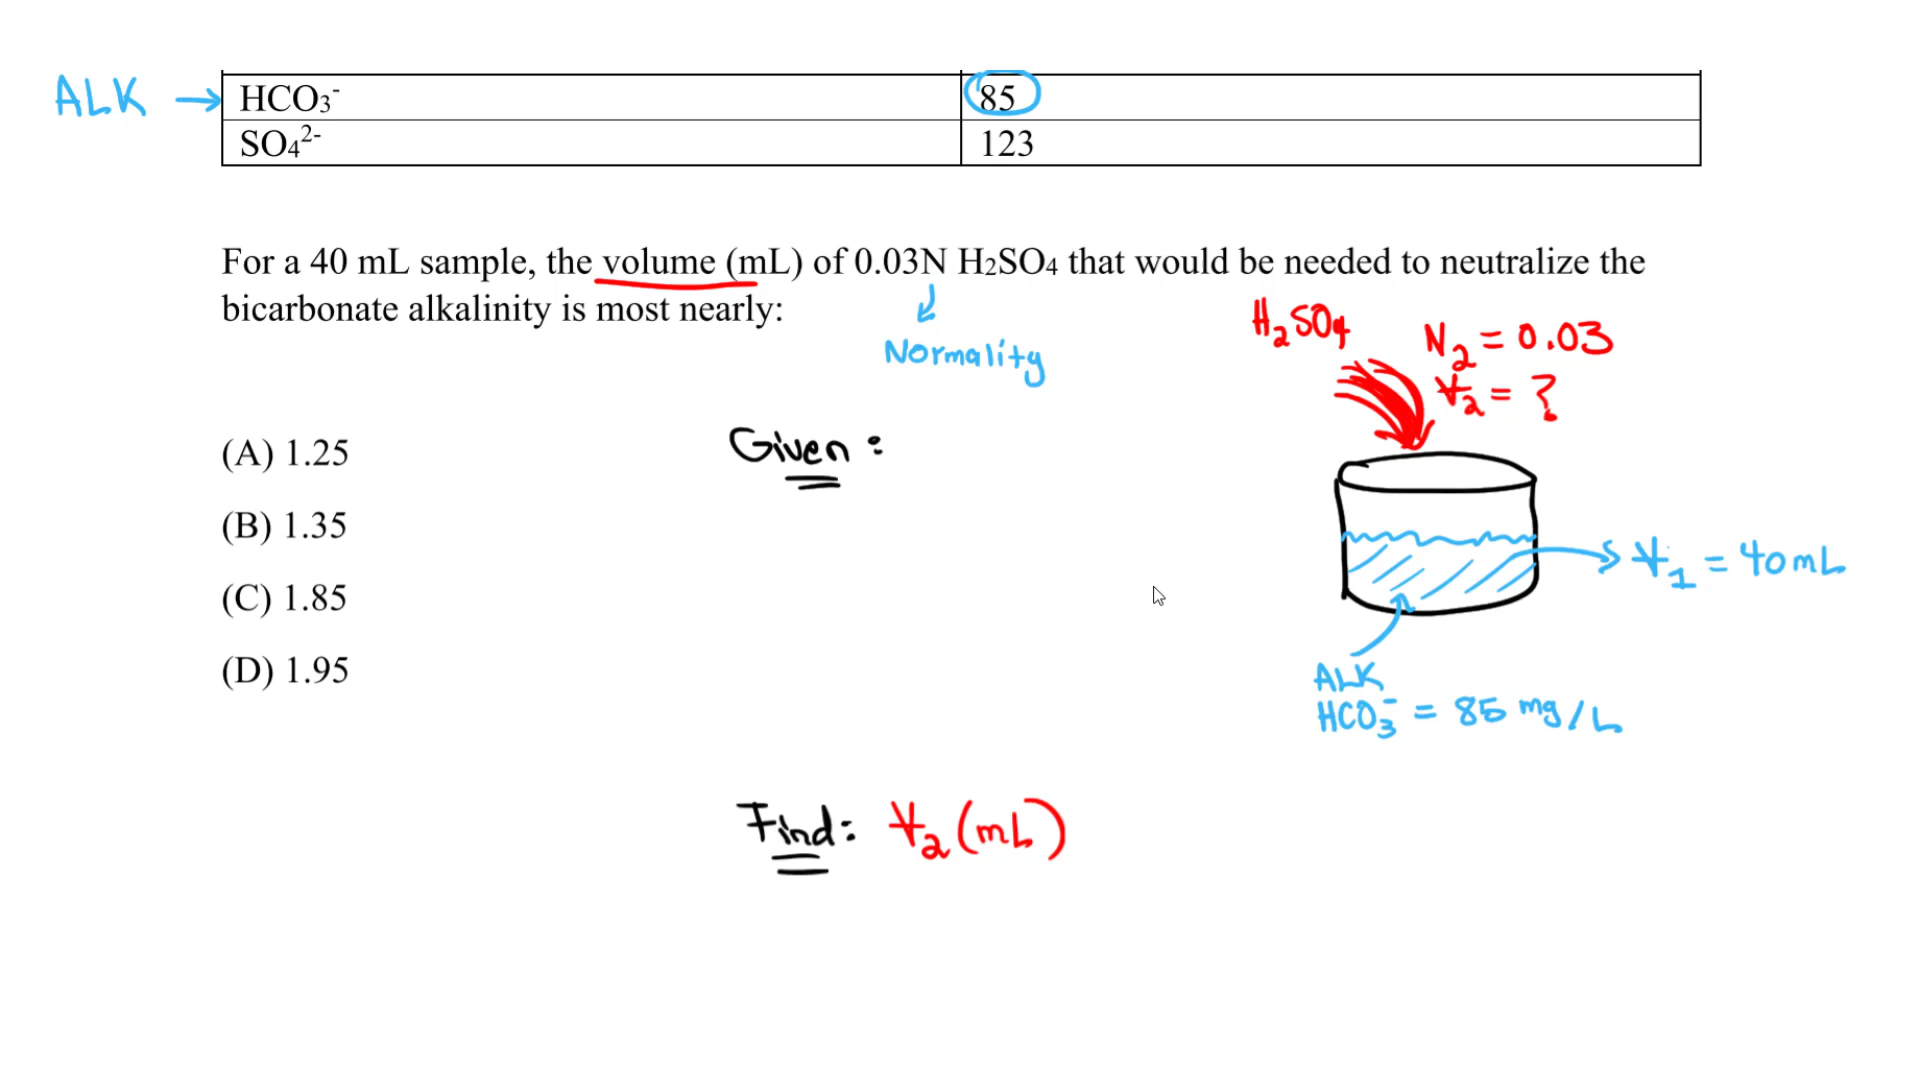 ALK → HCO₃⁻ 85
SO₄²⁻ 123
For a 40 mL sample, the volume (mL) of 0.03N H₂SO₄ that would be needed to neutralize the
bicarbonate alkalinity is most nearly:
Normality
H₂SO₄
N₂ = 0.03
V₂ = ?
(A) 1.25
Given:
(B) 1.35
V₁ = 40 mL
(C) 1.85
(D) 1.95
ALK
HCO₃⁻ = 85 mg/L
Find: V₂ (mL)